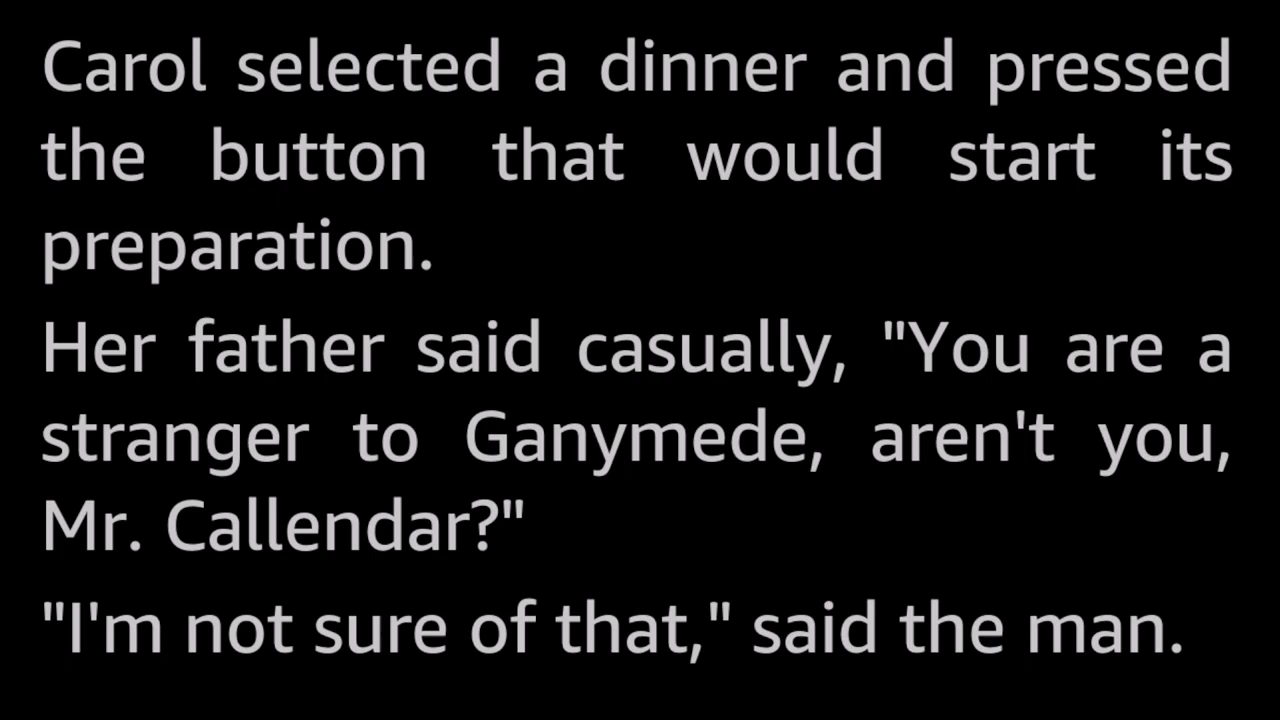 Carol selected a dinner and pressed
the button that would start its
preparation.
Her father said casually, "You are a
stranger to Ganymede, aren't you,
Mr. Callendar?"
"I'm not sure of that," said the man.